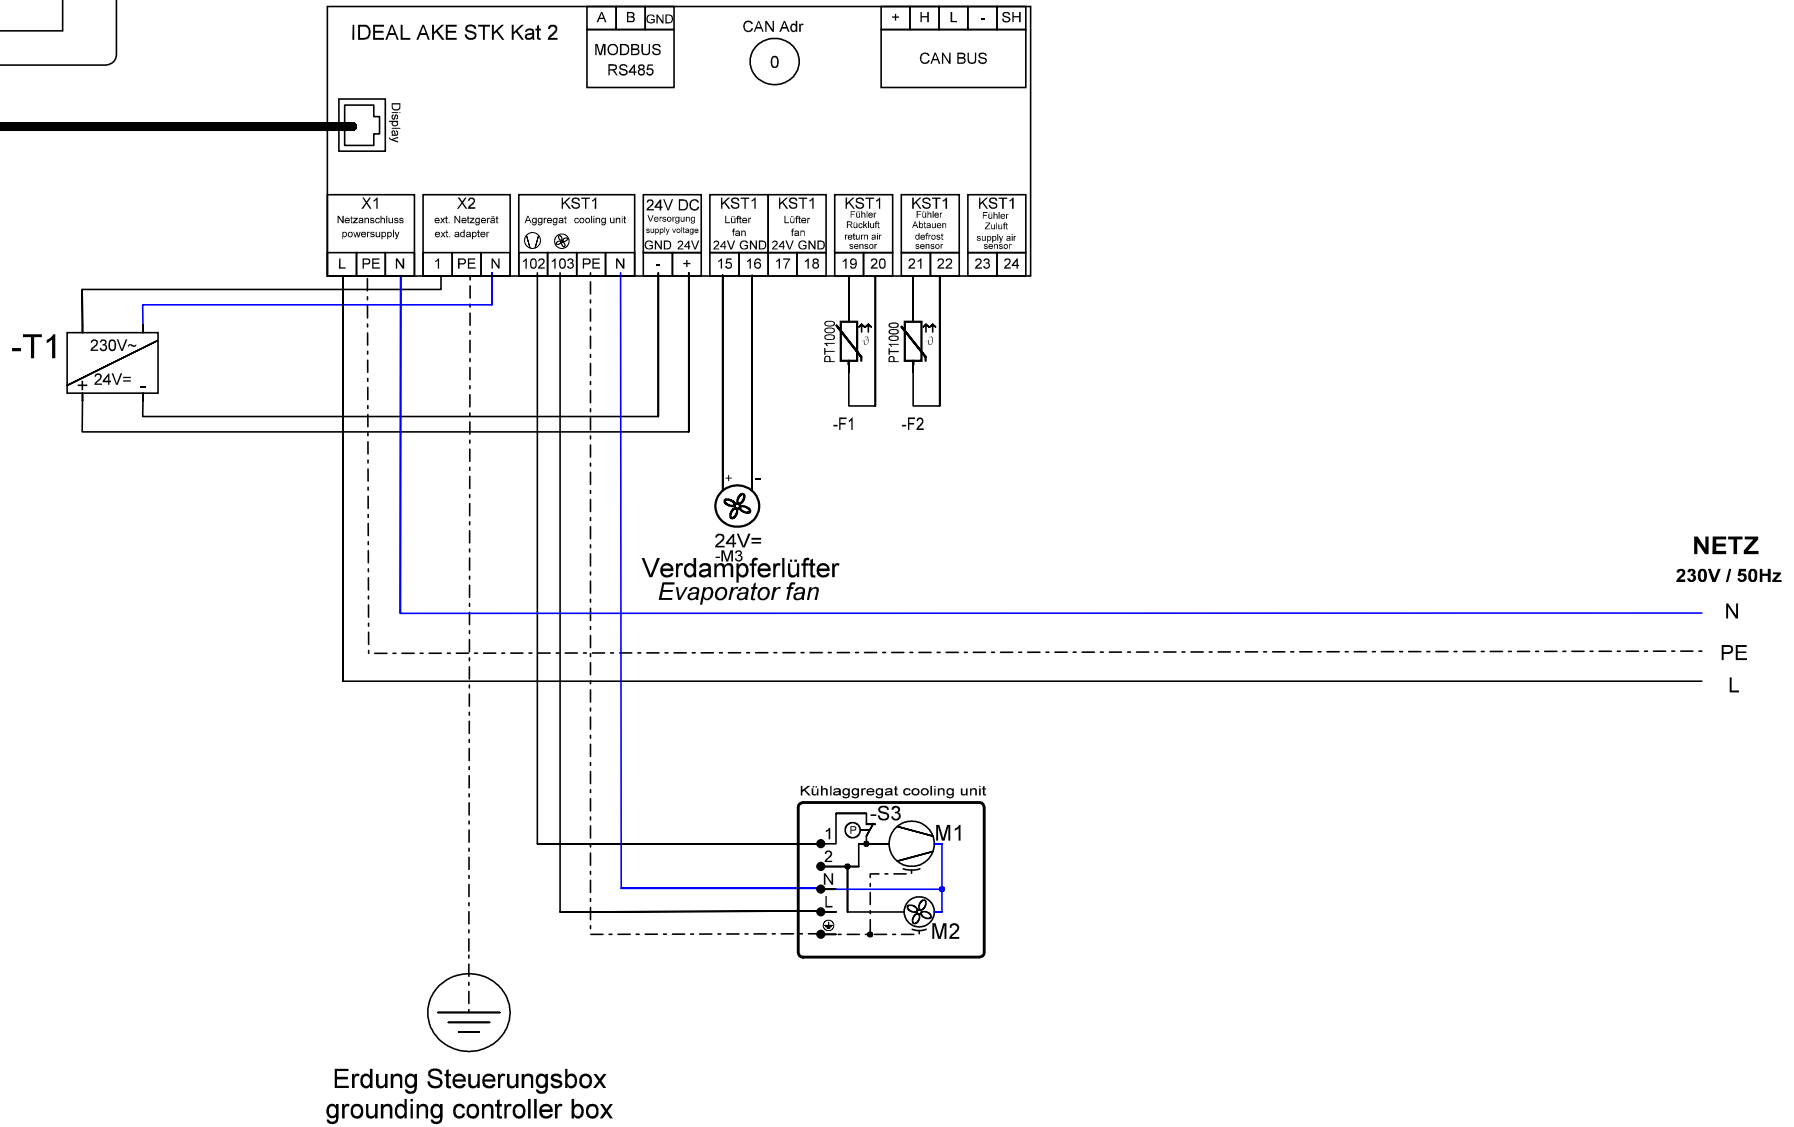 IDEAL AKE STK Kat 2
A B GND
MODBUS
RS485
CAN Adr
0
+ H L - SH
CAN BUS
Display
X1
Netzanschluss
powersupply
L PE N
X2
ext. Netzgerät
ext. adapter
1 PE N
KST1
Aggregat cooling unit
102 103 PE N
24V DC
Versorgung
supply voltage
GND 24V
- +
KST1
Lüfter
fan
24V GND
15 16
KST1
Lüfter
fan
24V GND
17 18
KST1
Fühler
Rückluft
return air
sensor
19 20
KST1
Fühler
Abtauen
defrost
sensor
21 22
KST1
Fühler
Zuluft
supply air
sensor
23 24
-T1
230V~
24V=
+ -
PT1000
ϑ
-F1
PT1000
ϑ
-F2
+ -
24V=
-M3
Verdampferlüfter
Evaporator fan
NETZ
230V / 50Hz
N
PE
L
Kühlaggregat cooling unit
-S3
P
M1
1
2
N
L
M2
Erdung Steuerungsbox
grounding controller box